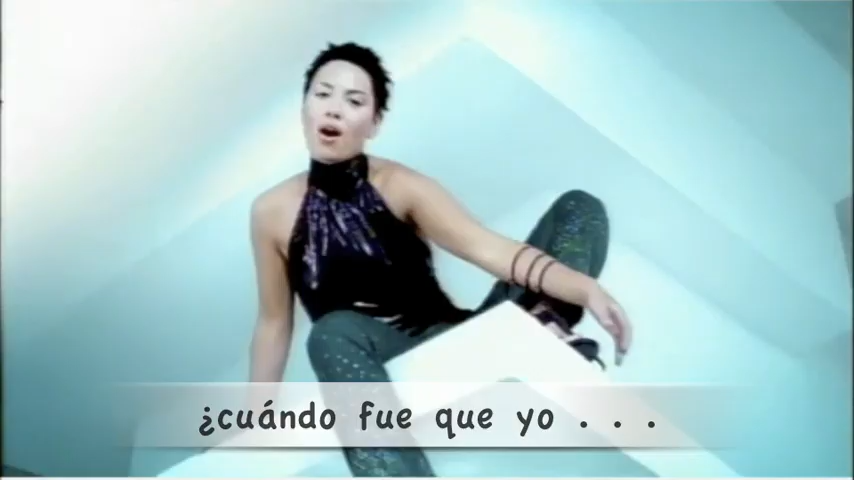 ¿cuándo fue que yo . . .